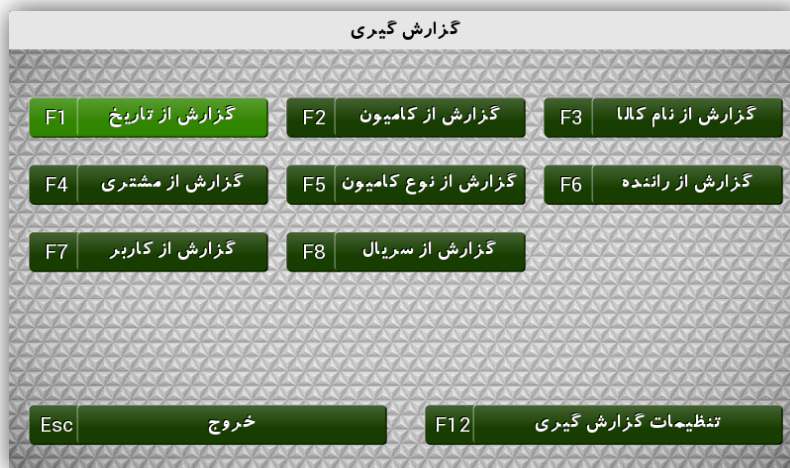 گزارش گیری
F1 گزارش از تاریخ
F2 گزارش از کامیون
F3 گزارش از نام کالا
F4 گزارش از مشتری
F5 گزارش از نوع کامیون
F6 گزارش از راننده
F7 گزارش از کاربر
F8 گزارش از سریال
Esc خروج
F12 تنظیمات گزارش گیری